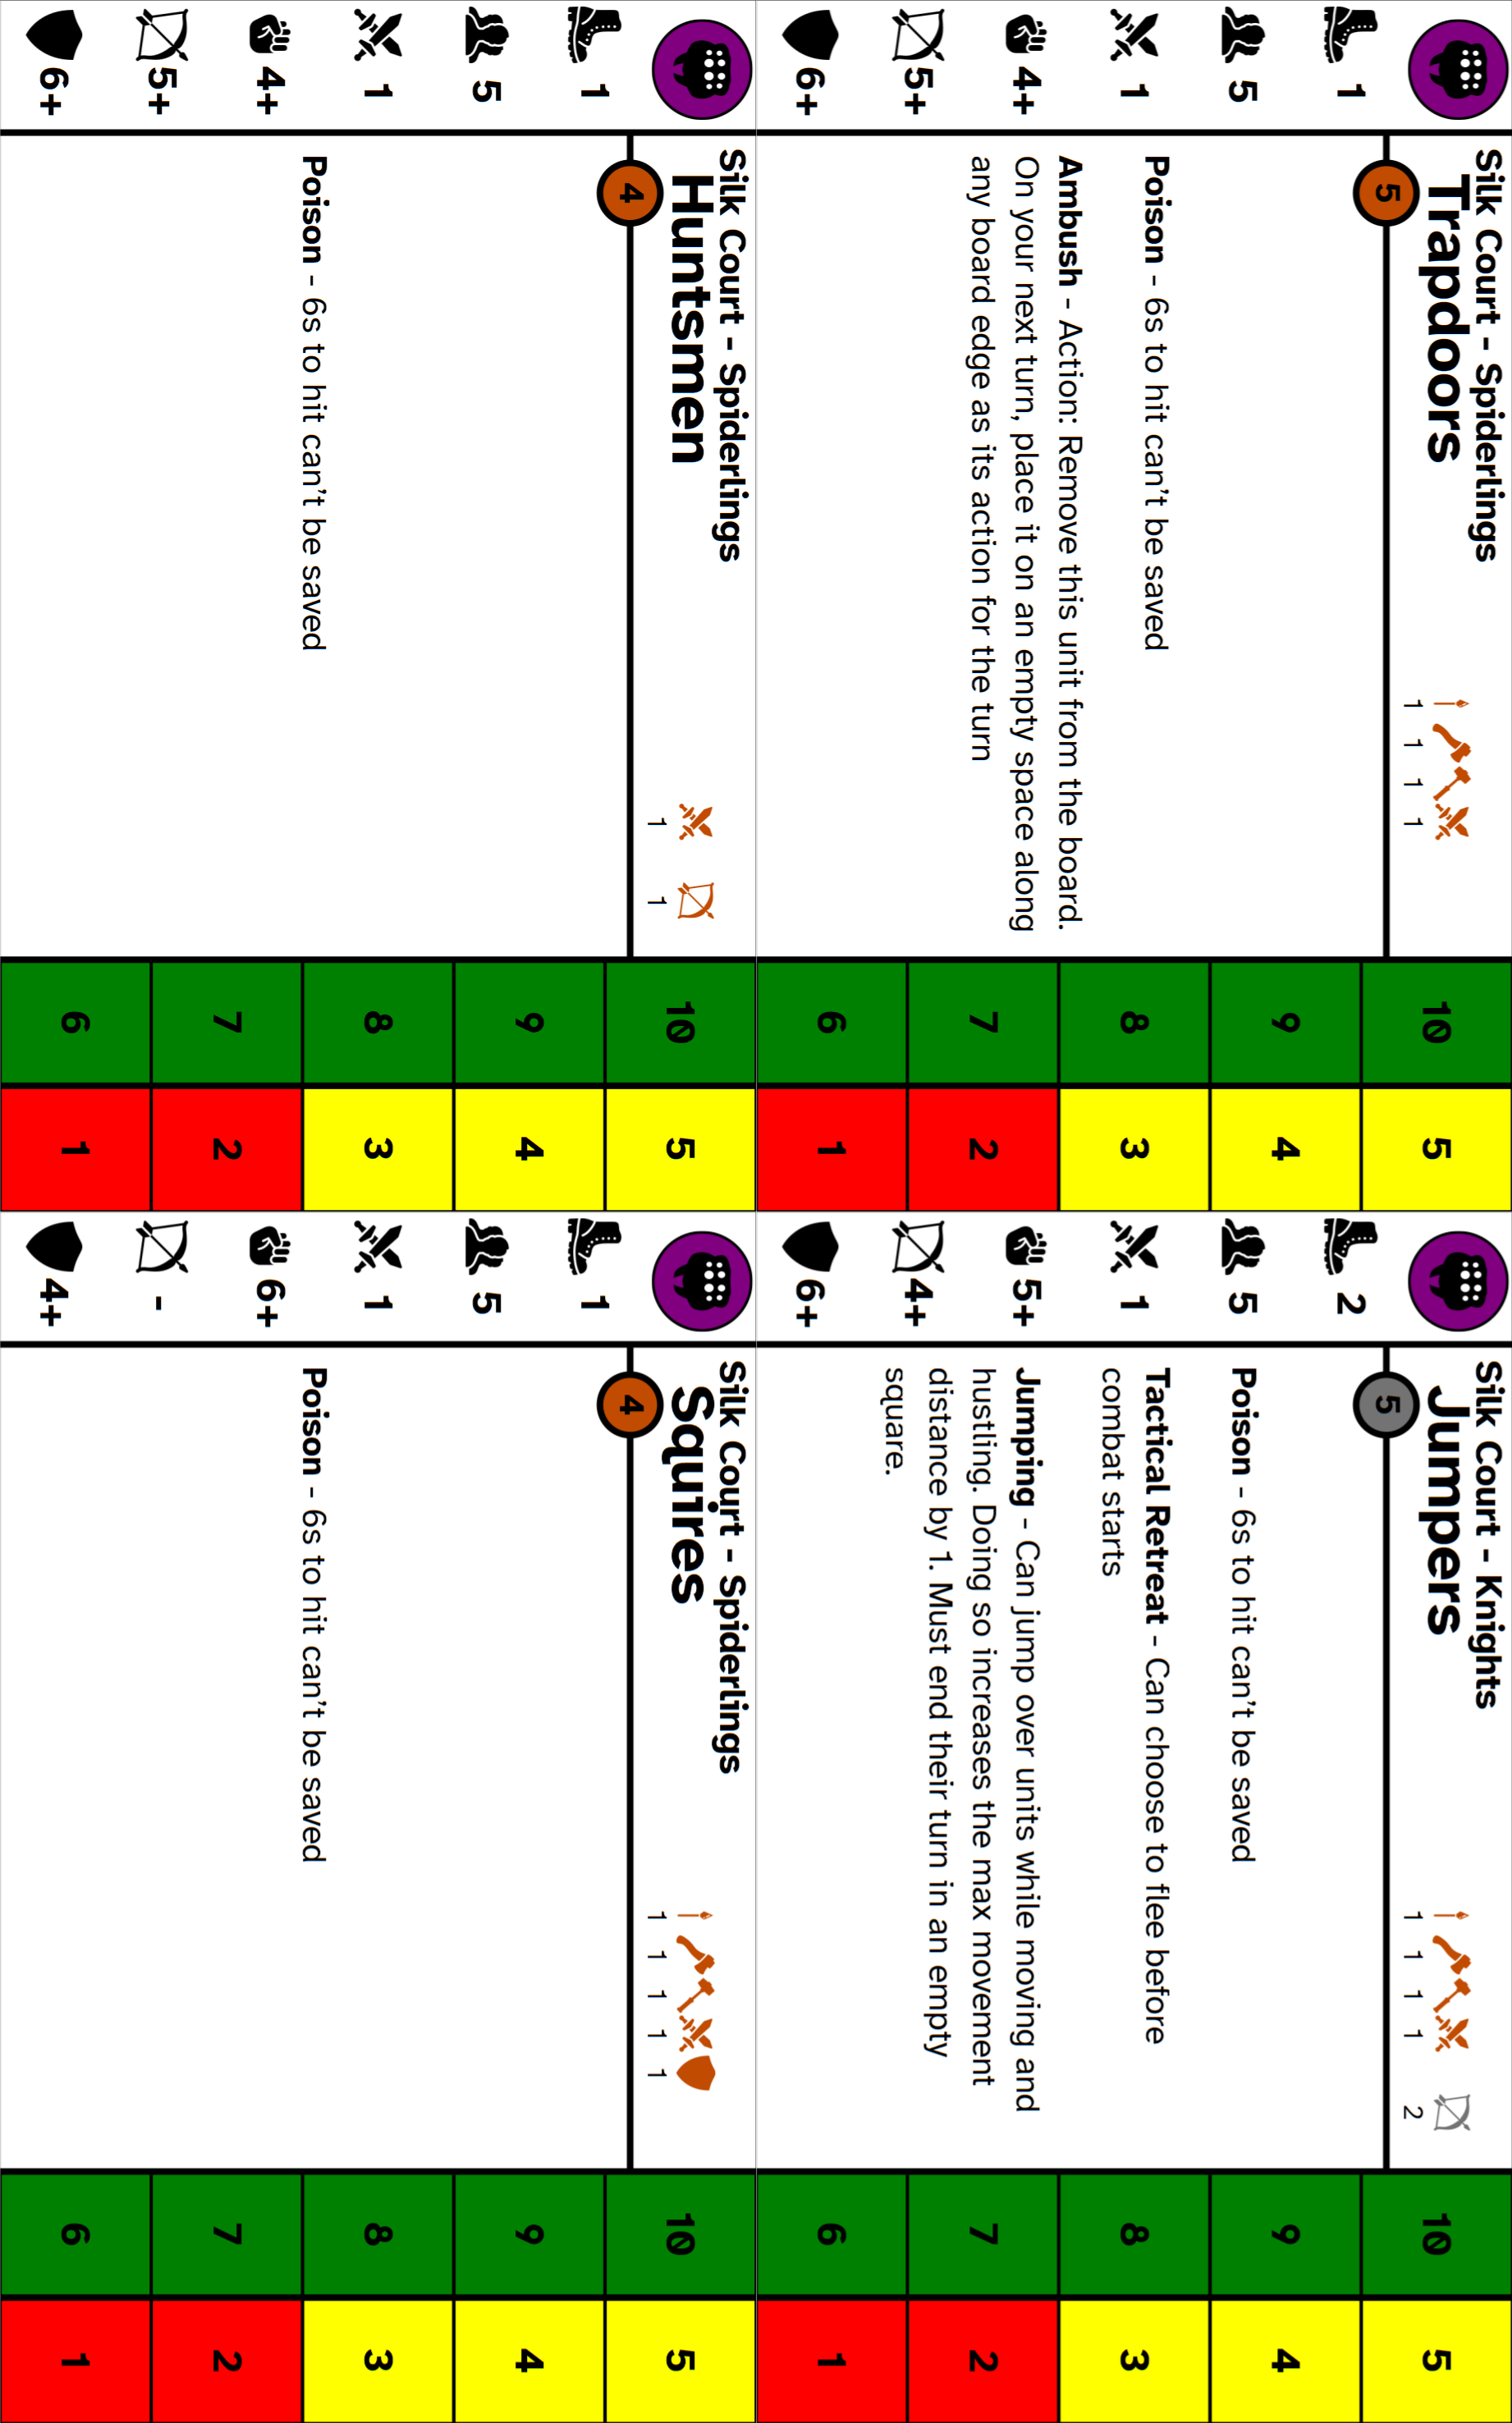 Silk Court - Spiderlings
Trapdoors
1 1 1 1
5
1
5
1
4+
5+
6+
Poison - 6s to hit can't be saved
Ambush - Action: Remove this unit from the board.
On your next turn, place it on an empty space along
any board edge as its action for the turn
10 5
9 4
8 3
7 2
6 1
Silk Court - Knights
Jumpers
1 1 1 1 2
5
2
5
1
5+
4+
6+
Poison - 6s to hit can't be saved
Tactical Retreat - Can choose to flee before
combat starts
Jumping - Can jump over units while moving and
hustling. Doing so increases the max movement
distance by 1. Must end their turn in an empty
square.
10 5
9 4
8 3
7 2
6 1
Silk Court - Spiderlings
Huntsmen
1 1
4
1
5
1
4+
5+
6+
Poison - 6s to hit can't be saved
10 5
9 4
8 3
7 2
6 1
Silk Court - Spiderlings
Squires
1 1 1 1 1
4
1
5
1
6+
-
4+
Poison - 6s to hit can't be saved
10 5
9 4
8 3
7 2
6 1